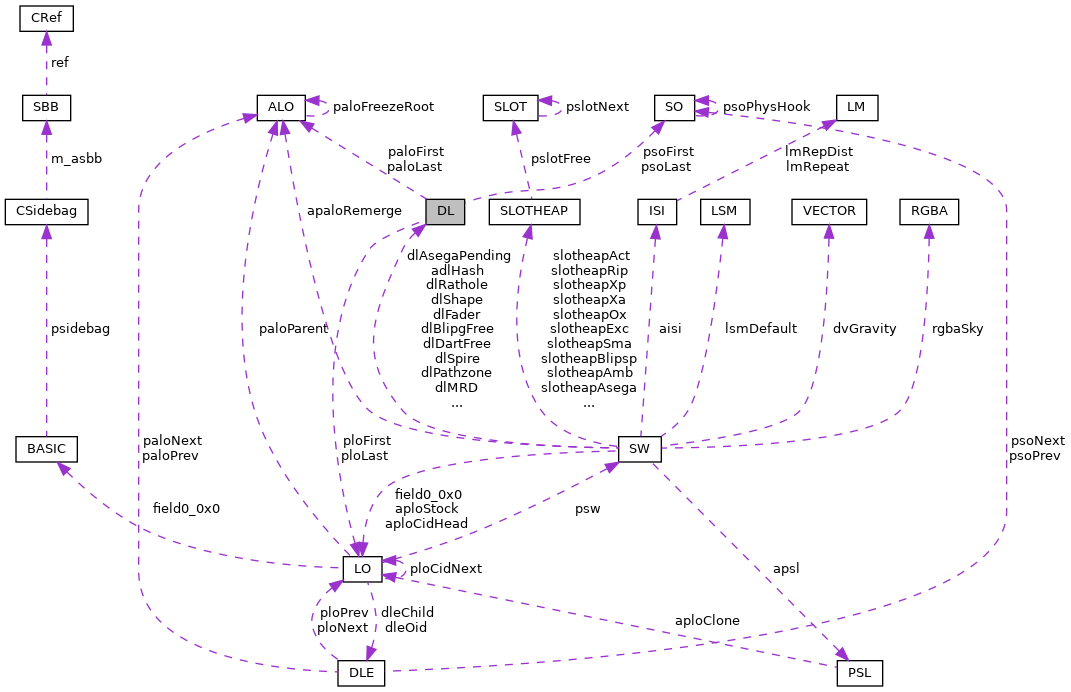 CRef
ref
SBB
ALO
paloFreezeRoot
SLOT
pslotNext
SO
psoPhysHook
LM
m_asbb
paloFirst
paloLast
pslotFree
psoFirst
psoLast
lmRepDist
lmRepeat
CSidebag
apaloRemerge
DL
SLOTHEAP
ISI
LSM
VECTOR
RGBA
psidebag
paloParent
dlAsegaPending
adlHash
dlRathole
dlShape
dlFader
dlBlipgFree
dlDartFree
dlSpire
dlPathzone
dlMRD
...
slotheapAct
slotheapRip
slotheapXp
slotheapXa
slotheapOx
slotheapExc
slotheapSma
slotheapBlipsp
slotheapAmb
slotheapAsega
...
aisi
lsmDefault
dvGravity
rgbaSky
BASIC
paloNext
paloPrev
ploFirst
ploLast
SW
psoNext
psoPrev
field0_0x0
field0_0x0
aploStock
aploCidHead
psw
LO
ploCidNext
apsl
ploPrev
ploNext
dleChild
dleOid
aploClone
DLE
PSL